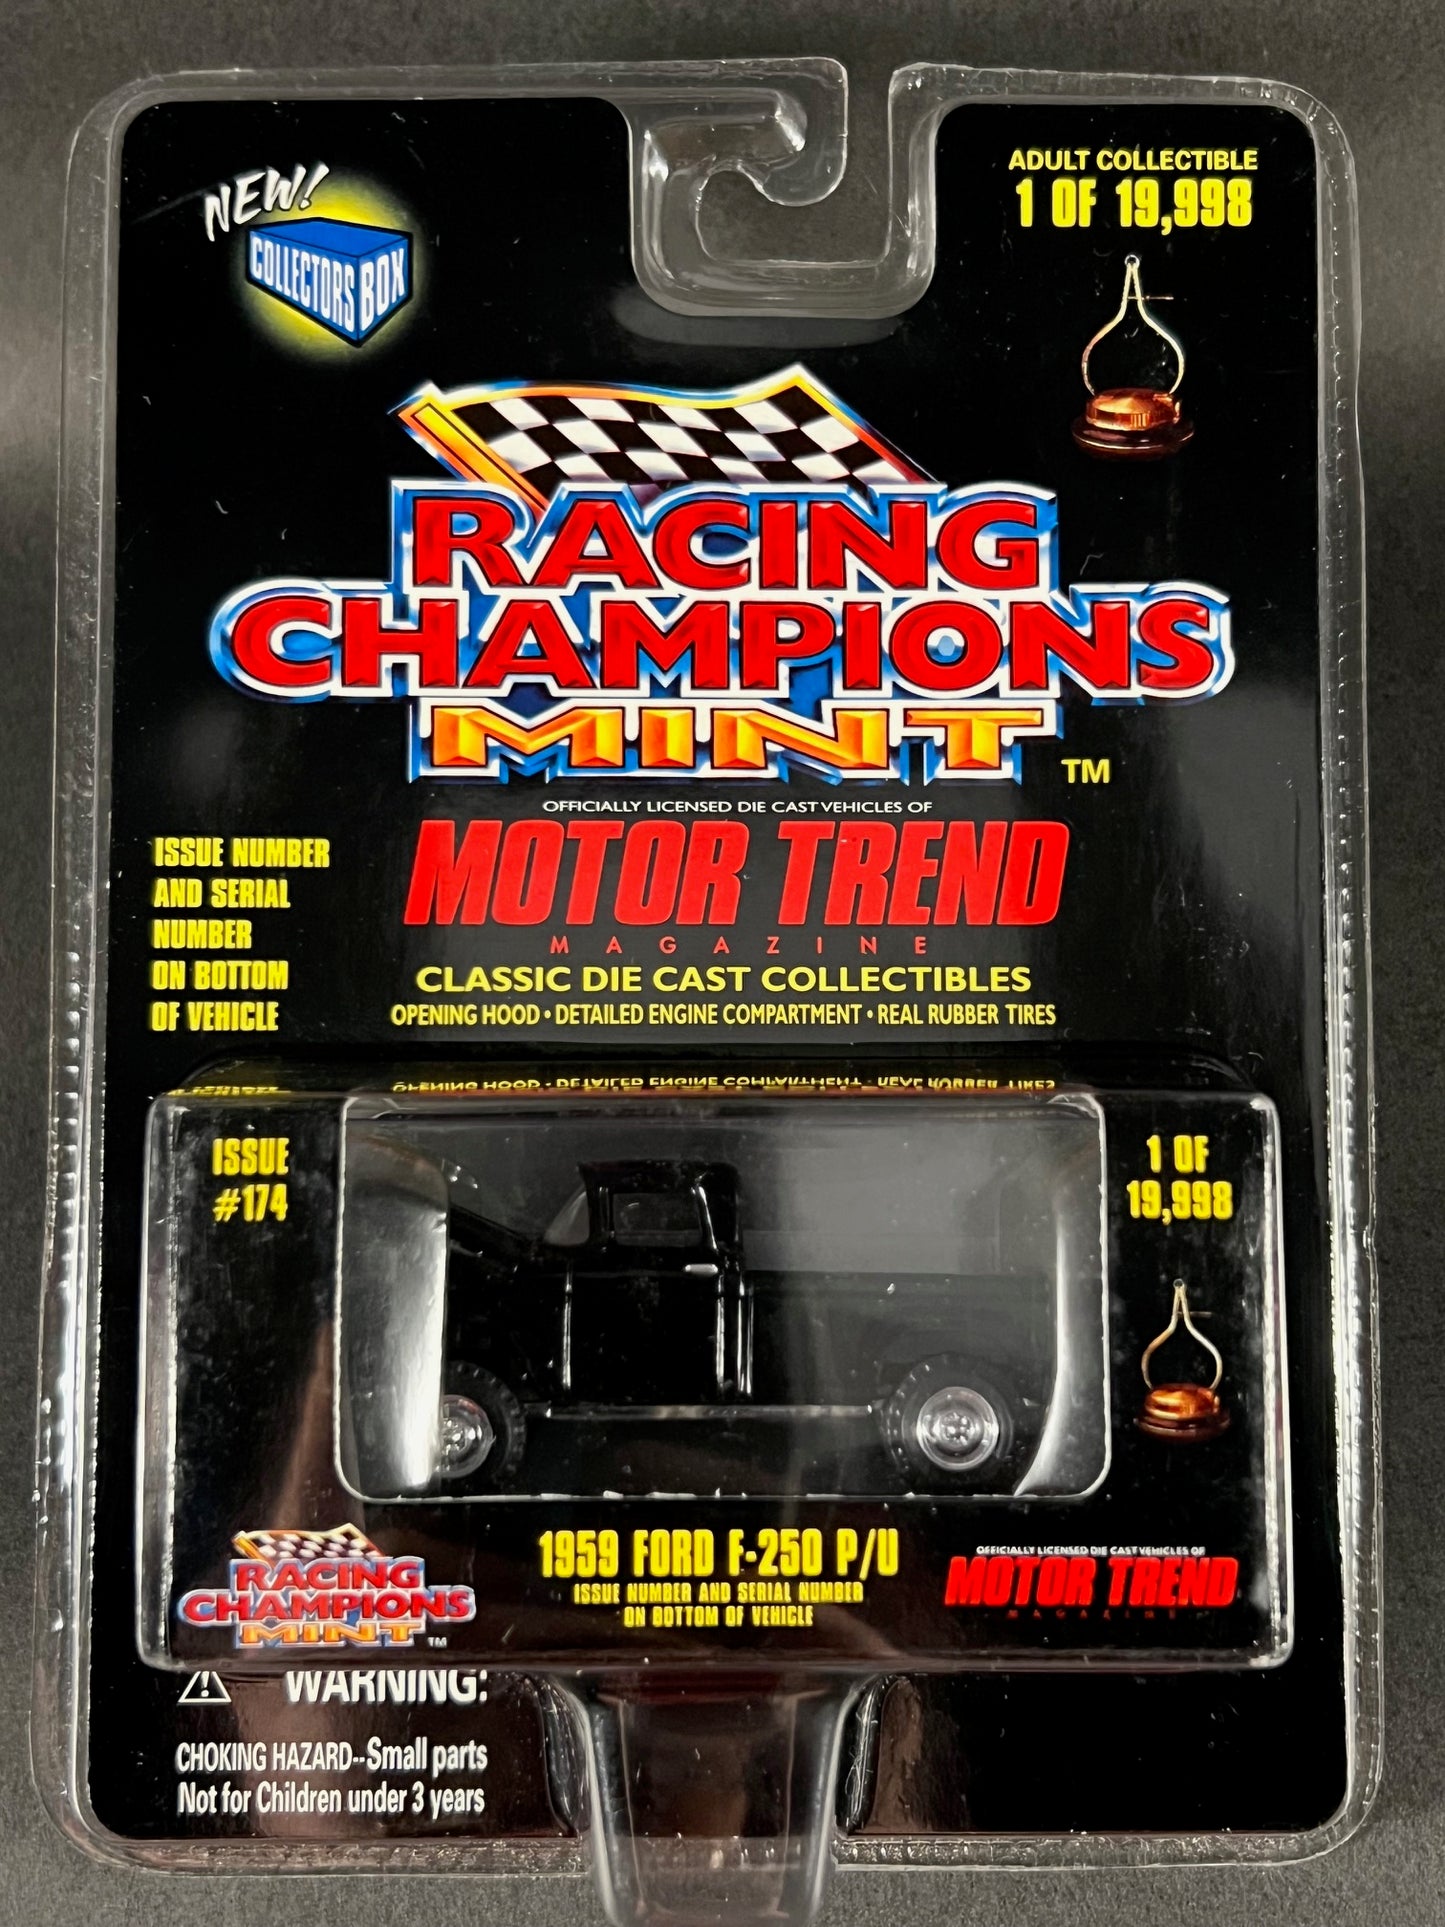 NEW!
COLLECTORS BOX
ADULT COLLECTIBLE
1 OF 19,998
RACING
CHAMPIONS
MINT TM
OFFICIALLY LICENSED DIE CAST VEHICLES OF
MOTOR TREND
MAGAZINE
CLASSIC DIE CAST COLLECTIBLES
OPENING HOOD • DETAILED ENGINE COMPARTMENT • REAL RUBBER TIRES
ISSUE NUMBER
AND SERIAL
NUMBER
ON BOTTOM
OF VEHICLE
ISSUE
#174
1 OF
19,998
RACING
CHAMPIONS
MINT TM
1959 FORD F-250 P/U
ISSUE NUMBER AND SERIAL NUMBER
ON BOTTOM OF VEHICLE
OFFICIALLY LICENSED DIE CAST VEHICLES OF
MOTOR TREND
MAGAZINE
WARNING:
CHOKING HAZARD--Small parts
Not for Children under 3 years